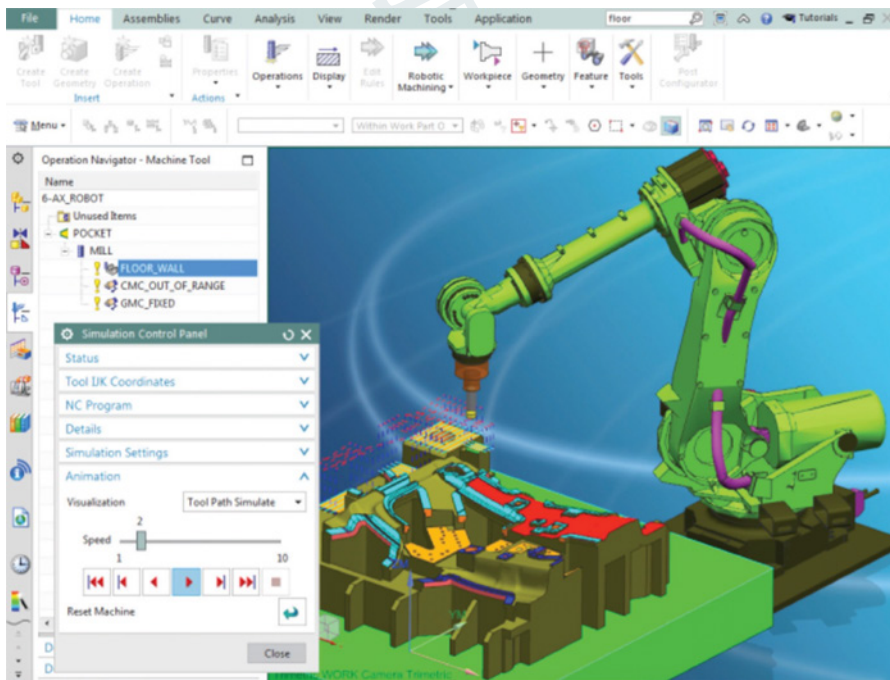 File Home Assemblies Curve Analysis View Render Tools Application floor Tutorials
Create Tool
Create Geometry
Create Operation
Properties
Operations
Display
Edit Rules
Robotic Machining
Workpiece
Geometry
Feature
Tools
Port Configurator
Insert
Actions
Menu Within Work Part O
Operation Navigator - Machine Tool
Name
6-AX_ROBOT
Unused Items
POCKET
MILL
FLOOR_WALL
CMC_OUT_OF_RANGE
GMC_FIXED
Simulation Control Panel
Status
Tool IJK Coordinates
NC Program
Details
Simulation Settings
Animation
Visualization Tool Path Simulate
2
Speed
1 10
Reset Machine
Close
D
D
WORK Camera Trimetric